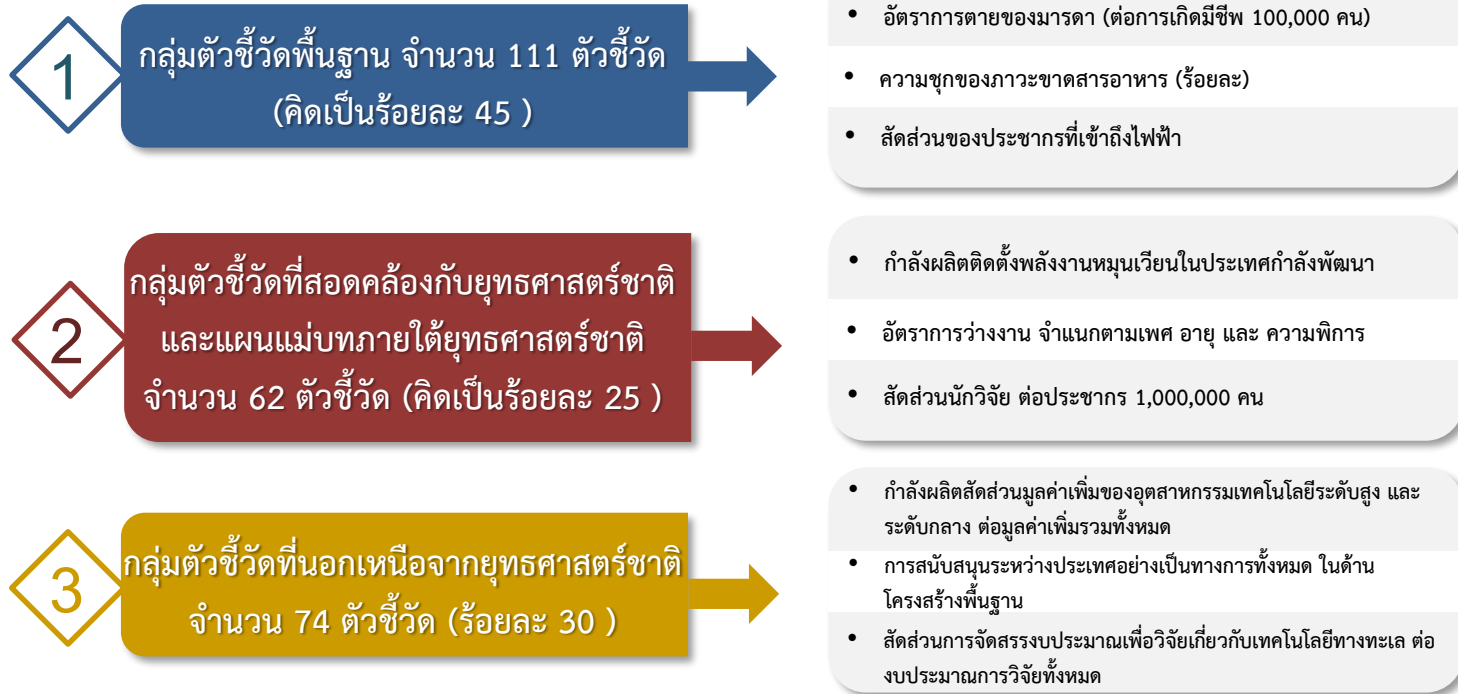 1
กลุ่มตัวชี้วัดพื้นฐาน จำนวน 111 ตัวชี้วัด
(คิดเป็นร้อยละ 45 )
• อัตราการตายของมารดา (ต่อการเกิดมีชีพ 100,000 คน)
• ความชุกของภาวะขาดสารอาหาร (ร้อยละ)
• สัดส่วนของประชากรที่เข้าถึงไฟฟ้า
2
กลุ่มตัวชี้วัดที่สอดคล้องกับยุทธศาสตร์ชาติ
และแผนแม่บทภายใต้ยุทธศาสตร์ชาติ
จำนวน 62 ตัวชี้วัด (คิดเป็นร้อยละ 25 )
• กำลังผลิตติดตั้งพลังงานหมุนเวียนในประเทศกำลังพัฒนา
• อัตราการว่างงาน จำแนกตามเพศ อายุ และ ความพิการ
• สัดส่วนนักวิจัย ต่อประชากร 1,000,000 คน
3
กลุ่มตัวชี้วัดที่นอกเหนือจากยุทธศาสตร์ชาติ
จำนวน 74 ตัวชี้วัด (ร้อยละ 30 )
• กำลังผลิตสัดส่วนมูลค่าเพิ่มของอุตสาหกรรมเทคโนโลยีระดับสูง และ
ระดับกลาง ต่อมูลค่าเพิ่มรวมทั้งหมด
• การสนับสนุนระหว่างประเทศอย่างเป็นทางการทั้งหมด ในด้าน
โครงสร้างพื้นฐาน
• สัดส่วนการจัดสรรงบประมาณเพื่อวิจัยเกี่ยวกับเทคโนโลยีทางทะเล ต่อ
งบประมาณการวิจัยทั้งหมด